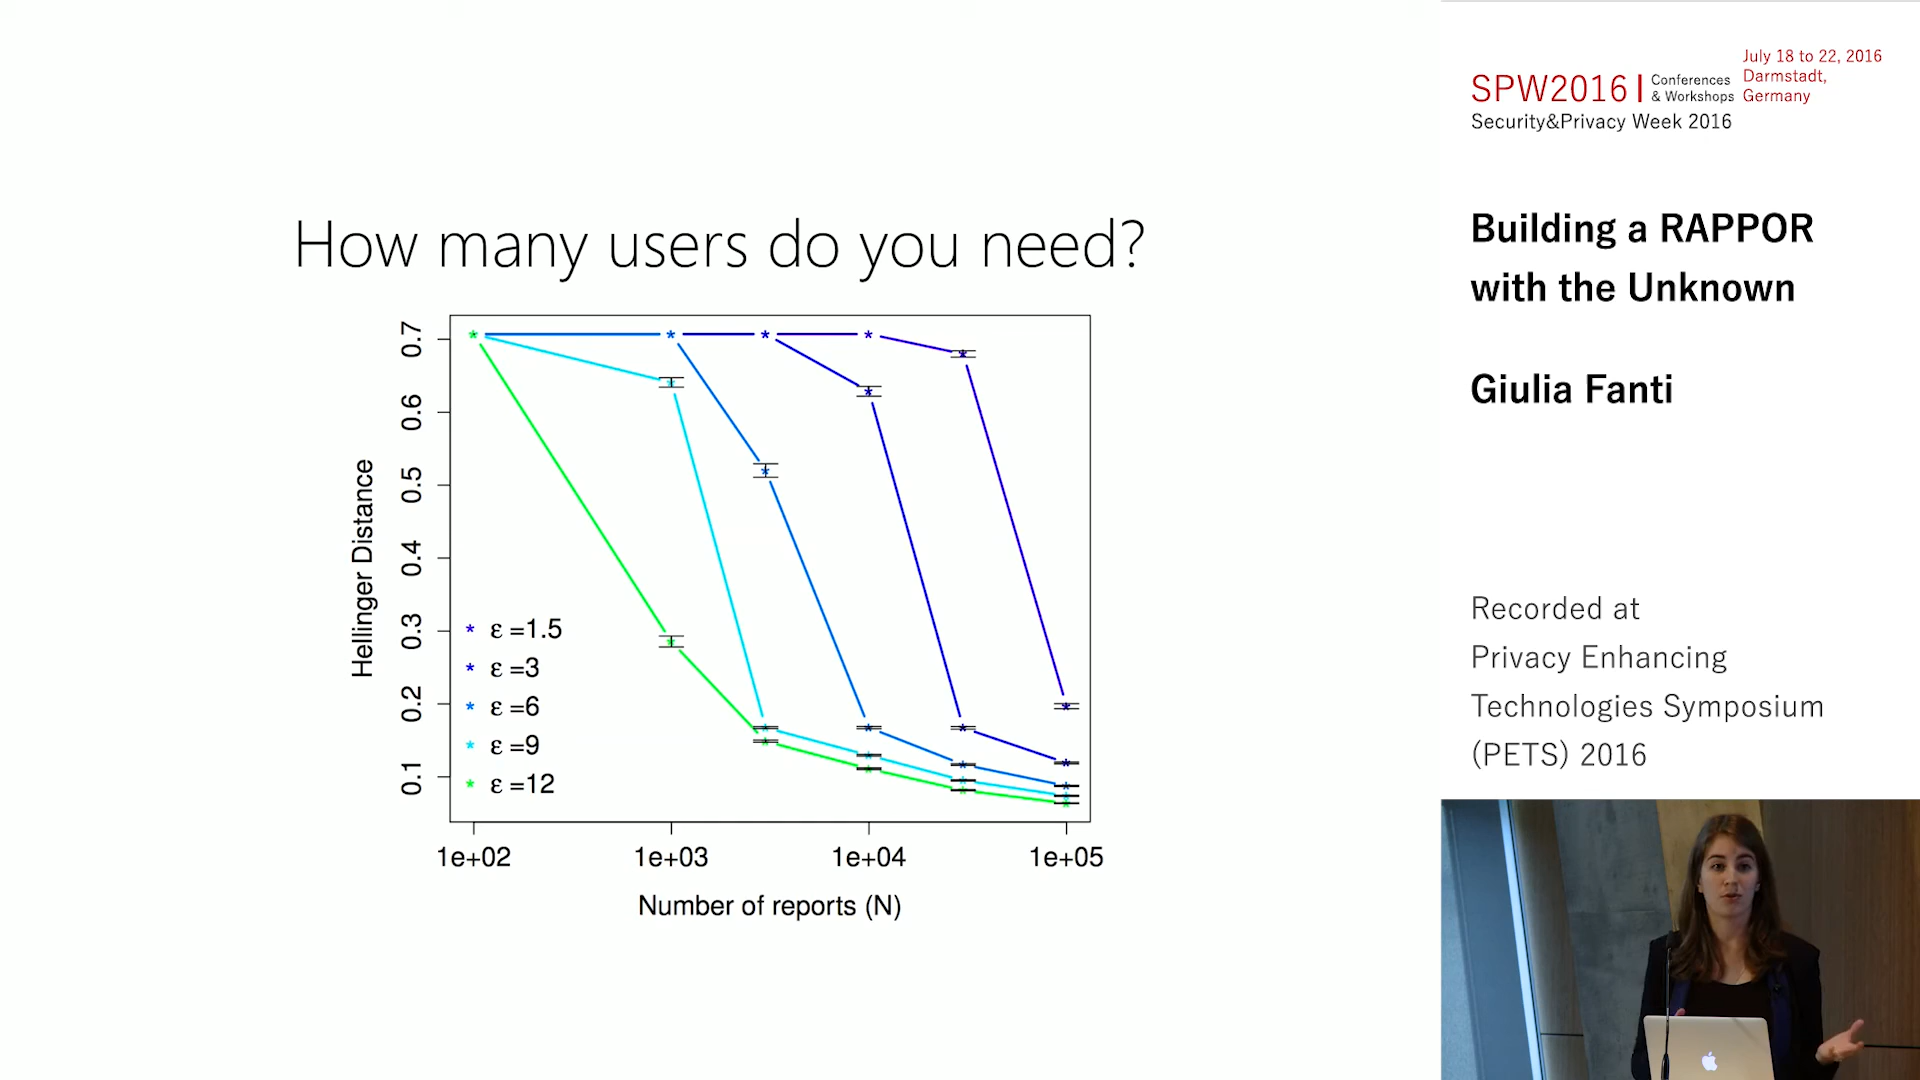 How many users do you need?
0.7
0.6
0.5
0.4
0.3
0.2
0.1
Hellinger Distance
* ε =1.5
* ε =3
* ε =6
* ε =9
* ε =12
1e+02 1e+03 1e+04 1e+05
Number of reports (N)
SPW2016 | Conferences & Workshops
July 18 to 22, 2016
Darmstadt,
Germany
Security&Privacy Week 2016
Building a RAPPOR
with the Unknown
Giulia Fanti
Recorded at
Privacy Enhancing
Technologies Symposium
(PETS) 2016